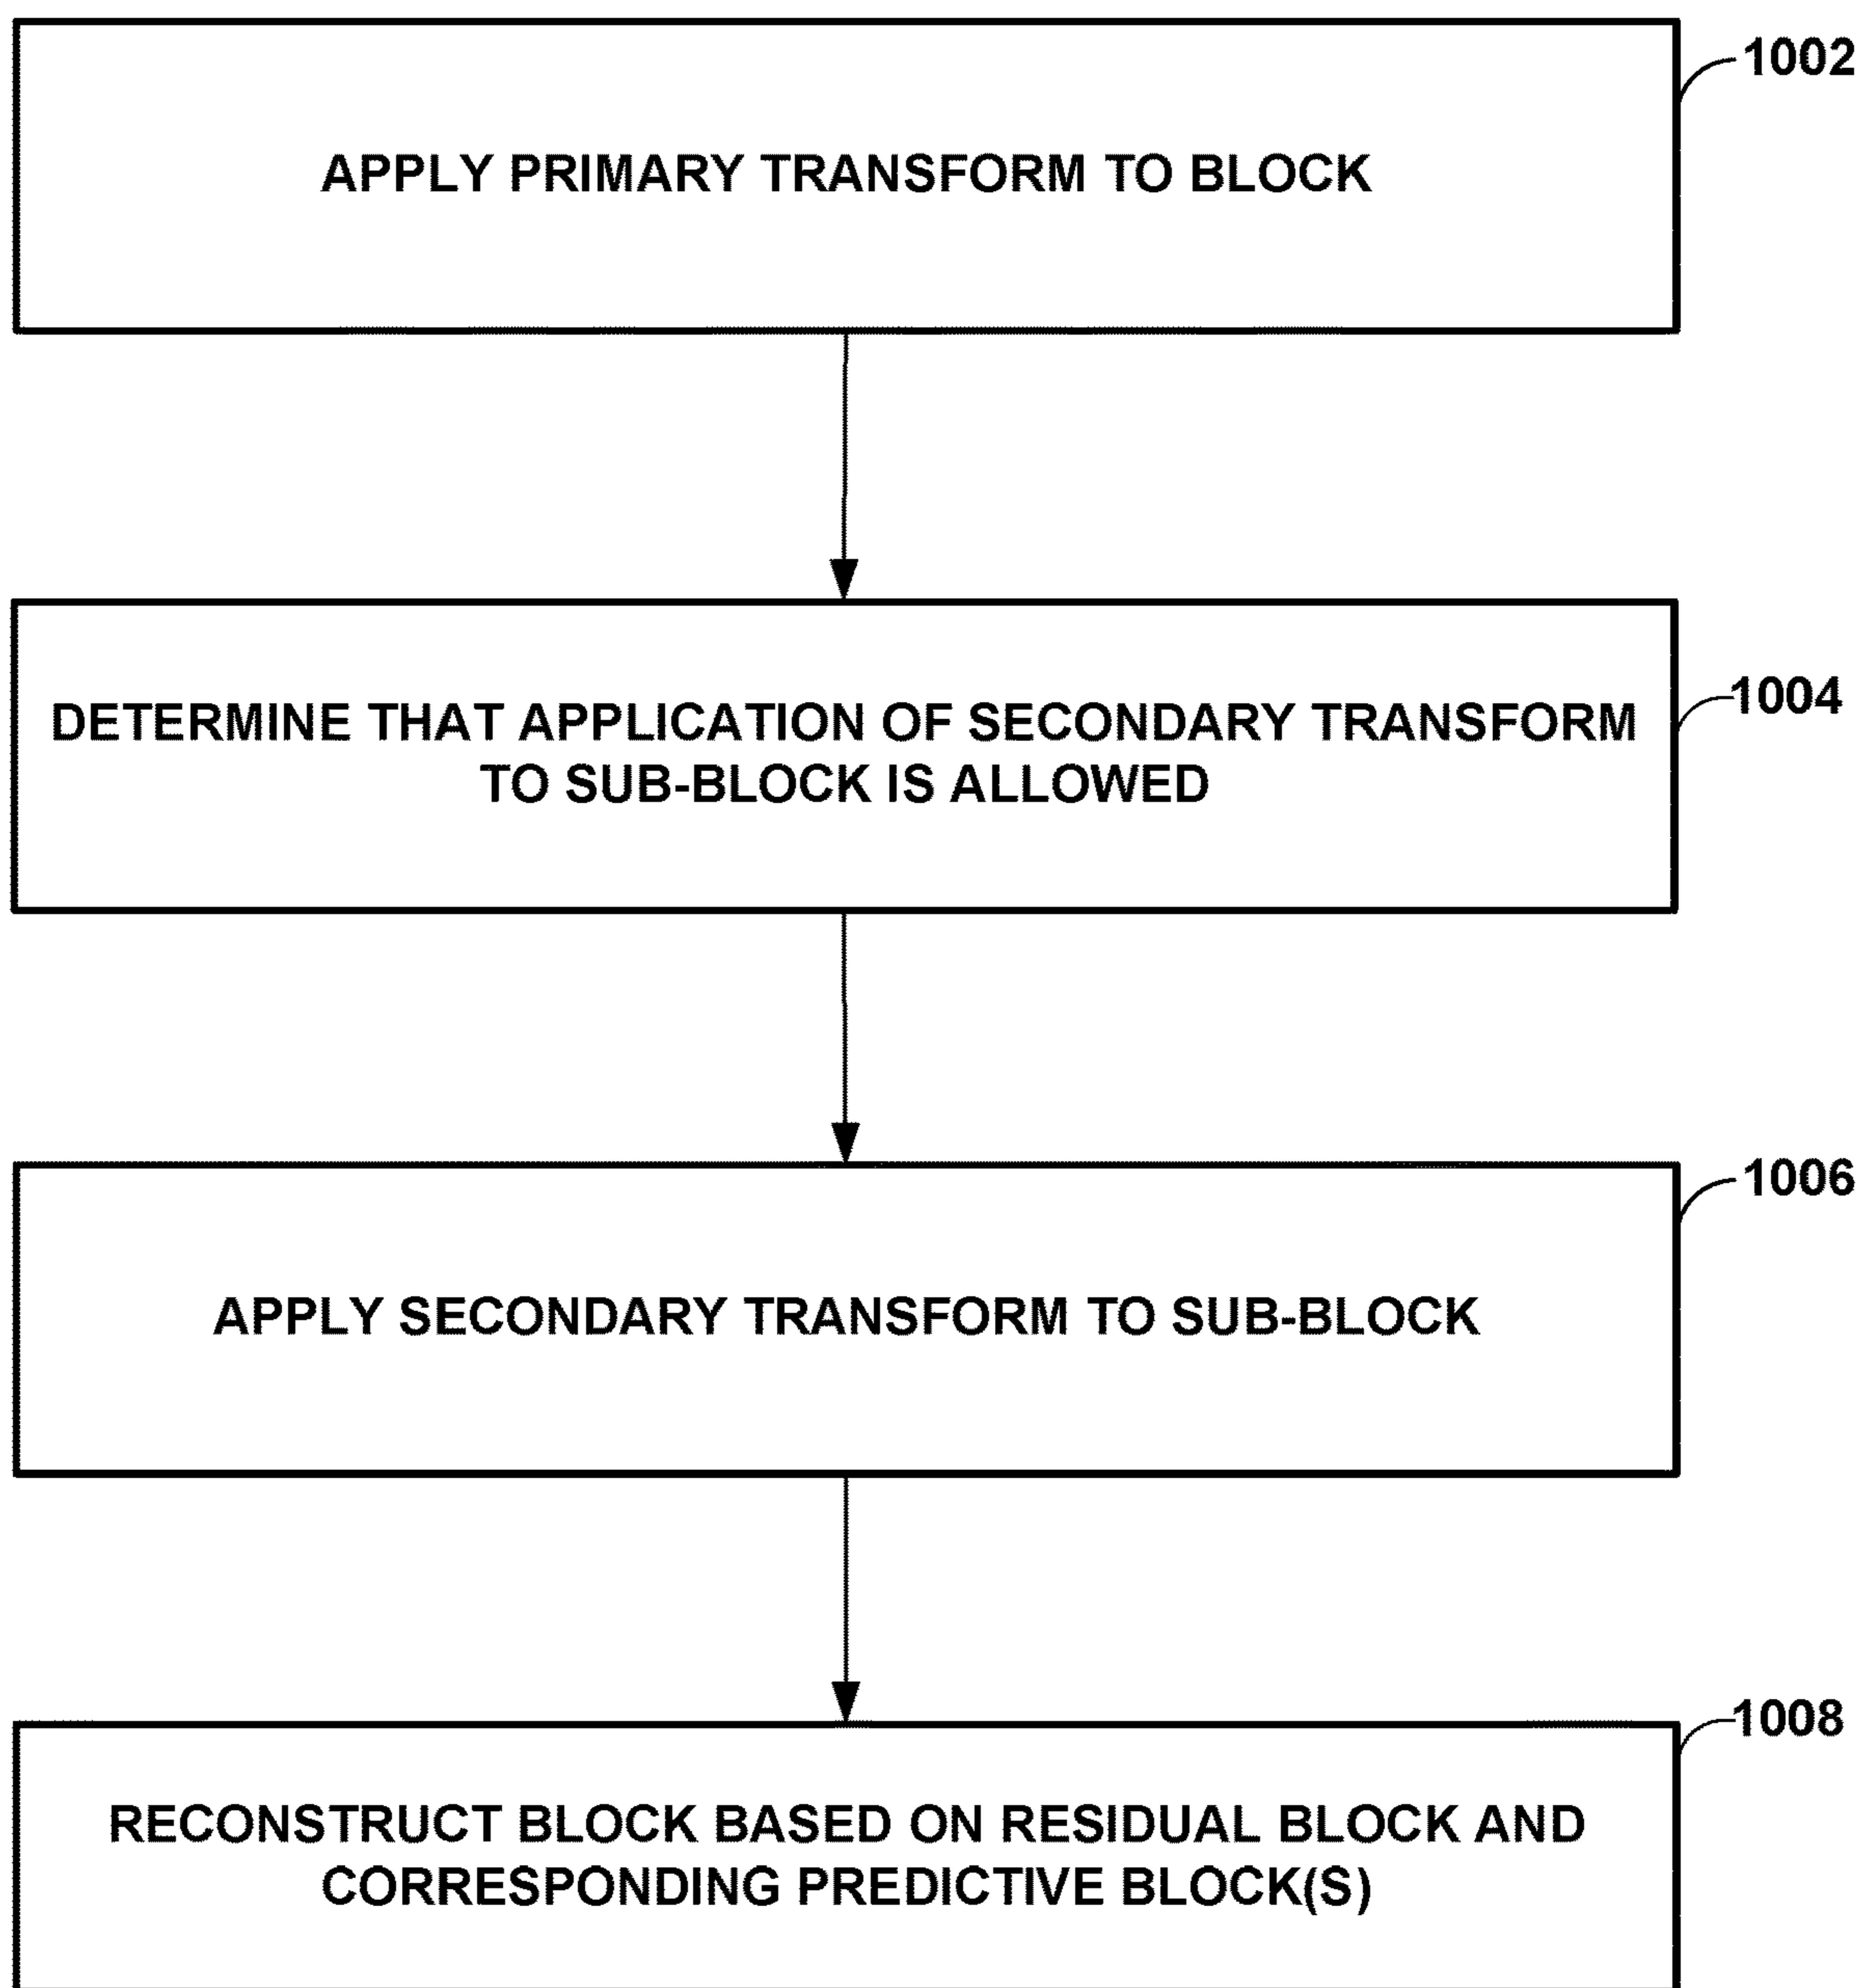 1002
APPLY PRIMARY TRANSFORM TO BLOCK
1004
DETERMINE THAT APPLICATION OF SECONDARY TRANSFORM
TO SUB-BLOCK IS ALLOWED
1006
APPLY SECONDARY TRANSFORM TO SUB-BLOCK
1008
RECONSTRUCT BLOCK BASED ON RESIDUAL BLOCK AND
CORRESPONDING PREDICTIVE BLOCK(S)